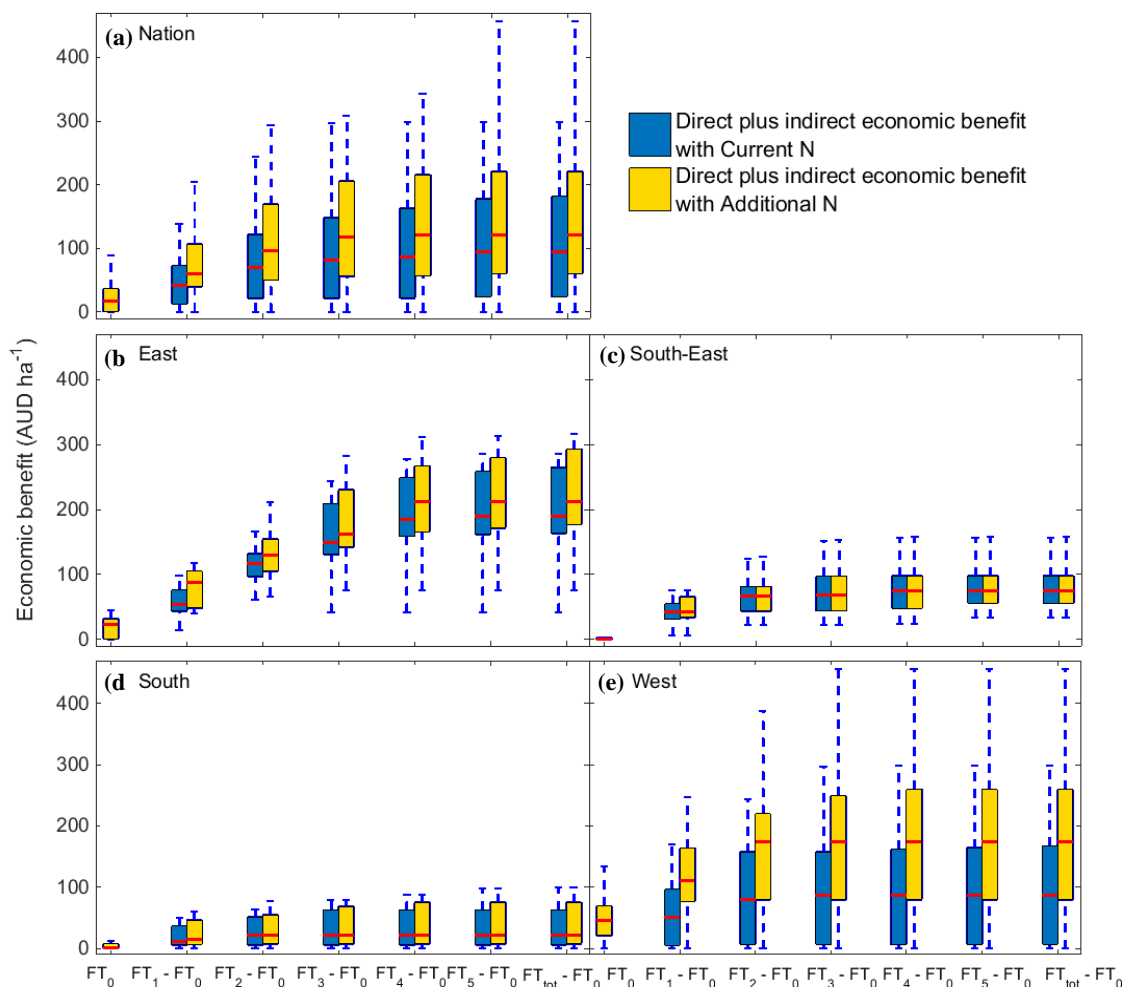 (a) Nation
400
300
200
100
0
Direct plus indirect economic benefit
with Current N
Direct plus indirect economic benefit
with Additional N
Economic benefit (AUD ha⁻¹)
(b) East
400
300
200
100
0
(c) South-East
(d) South
400
300
200
100
0
(e) West
FT₀ FT₁ - FT₀ FT₂ - FT₀ FT₃ - FT₀ FT₄ - FT₀ FT₅ - FT₀ FTtot - FT₀ FT₀ FT₁ - FT₀ FT₂ - FT₀ FT₃ - FT₀ FT₄ - FT₀ FT₅ - FT₀ FTtot - FT₀